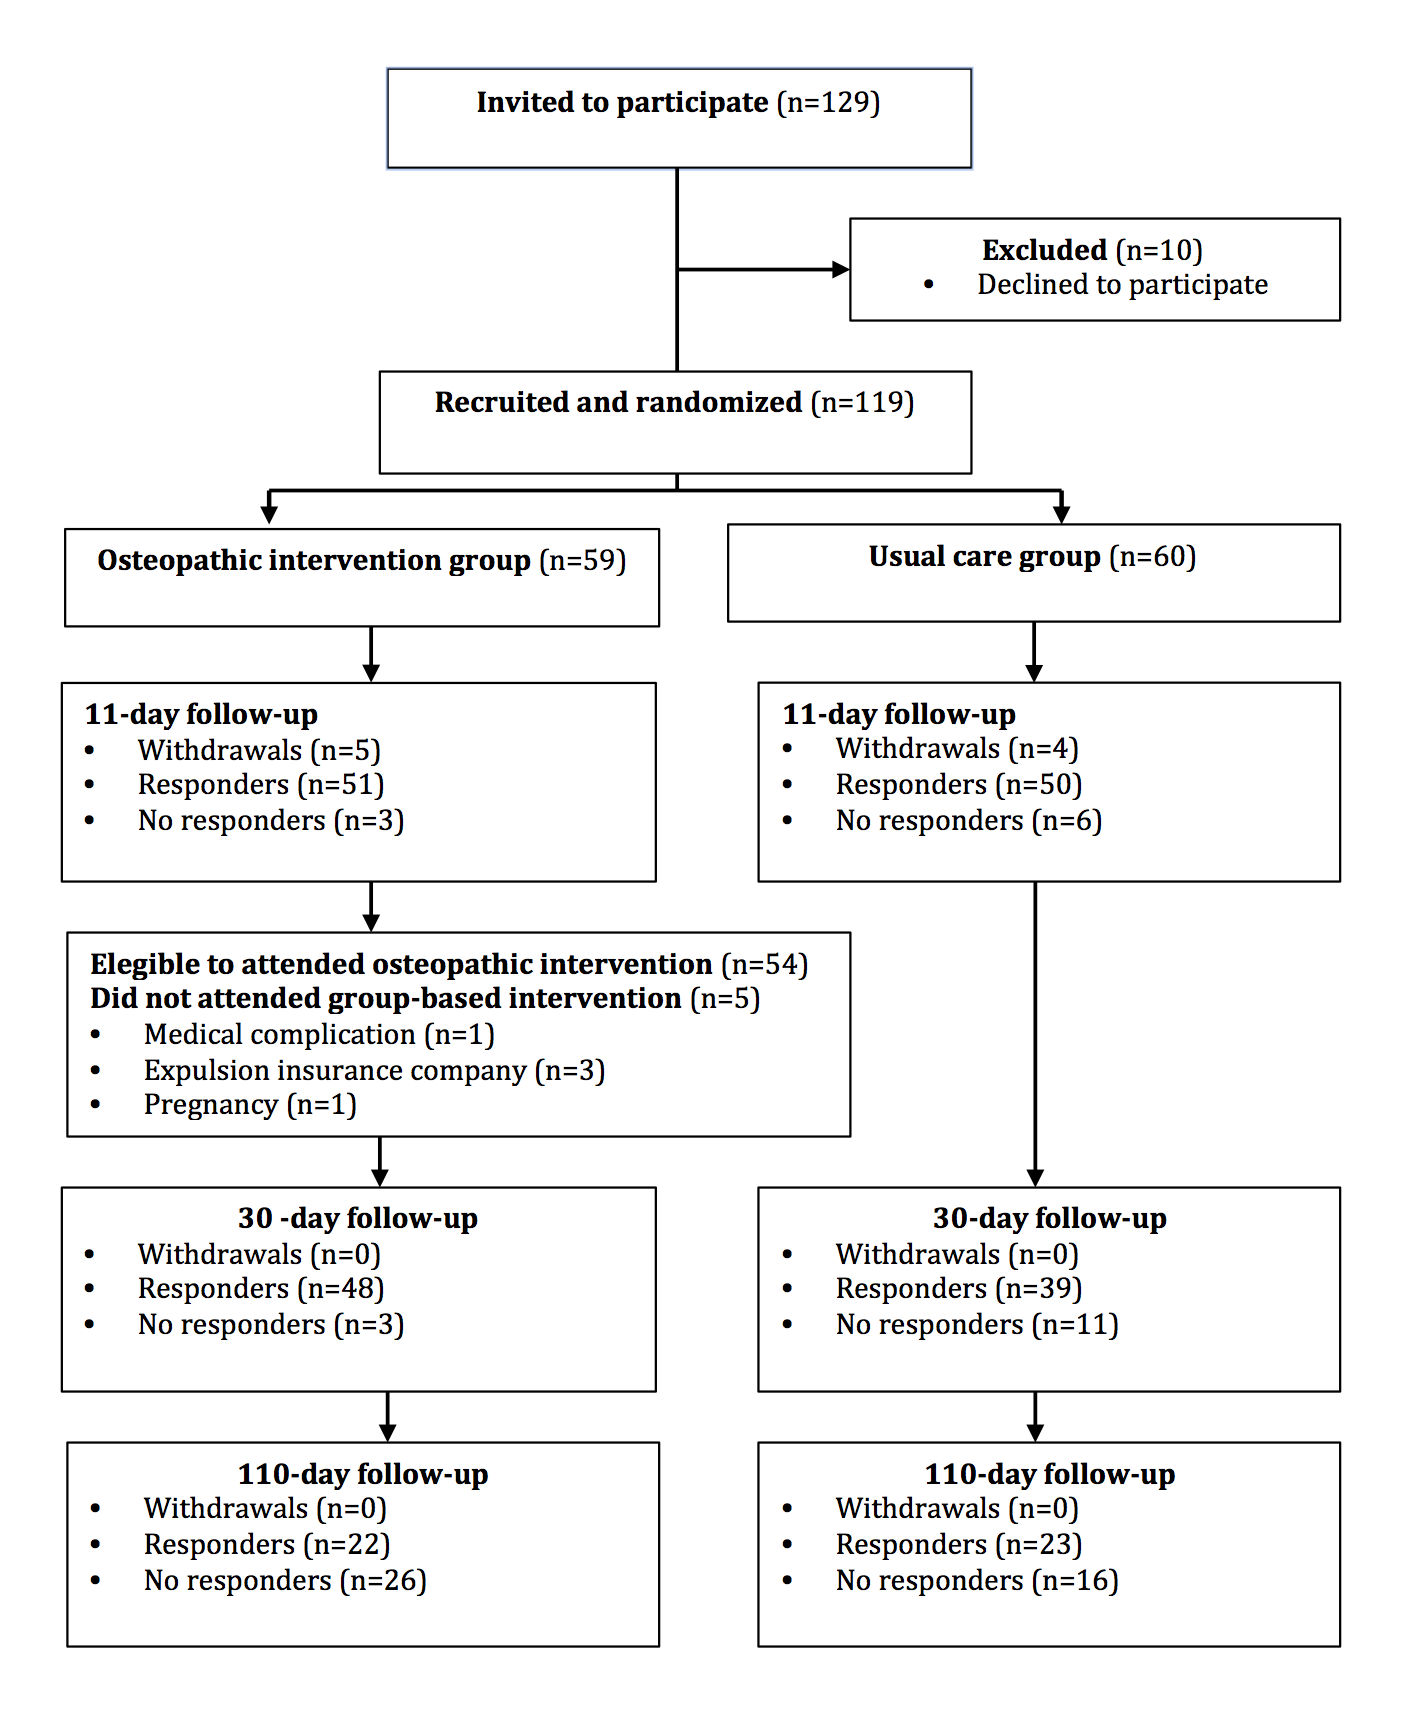 Invited to participate (n=129)
Excluded (n=10)
• Declined to participate
Recruited and randomized (n=119)
Osteopathic intervention group (n=59)
Usual care group (n=60)
11-day follow-up
• Withdrawals (n=5)
• Responders (n=51)
• No responders (n=3)
11-day follow-up
• Withdrawals (n=4)
• Responders (n=50)
• No responders (n=6)
Elegible to attended osteopathic intervention (n=54)
Did not attended group-based intervention (n=5)
• Medical complication (n=1)
• Expulsion insurance company (n=3)
• Pregnancy (n=1)
30 -day follow-up
• Withdrawals (n=0)
• Responders (n=48)
• No responders (n=3)
30-day follow-up
• Withdrawals (n=0)
• Responders (n=39)
• No responders (n=11)
110-day follow-up
• Withdrawals (n=0)
• Responders (n=22)
• No responders (n=26)
110-day follow-up
• Withdrawals (n=0)
• Responders (n=23)
• No responders (n=16)